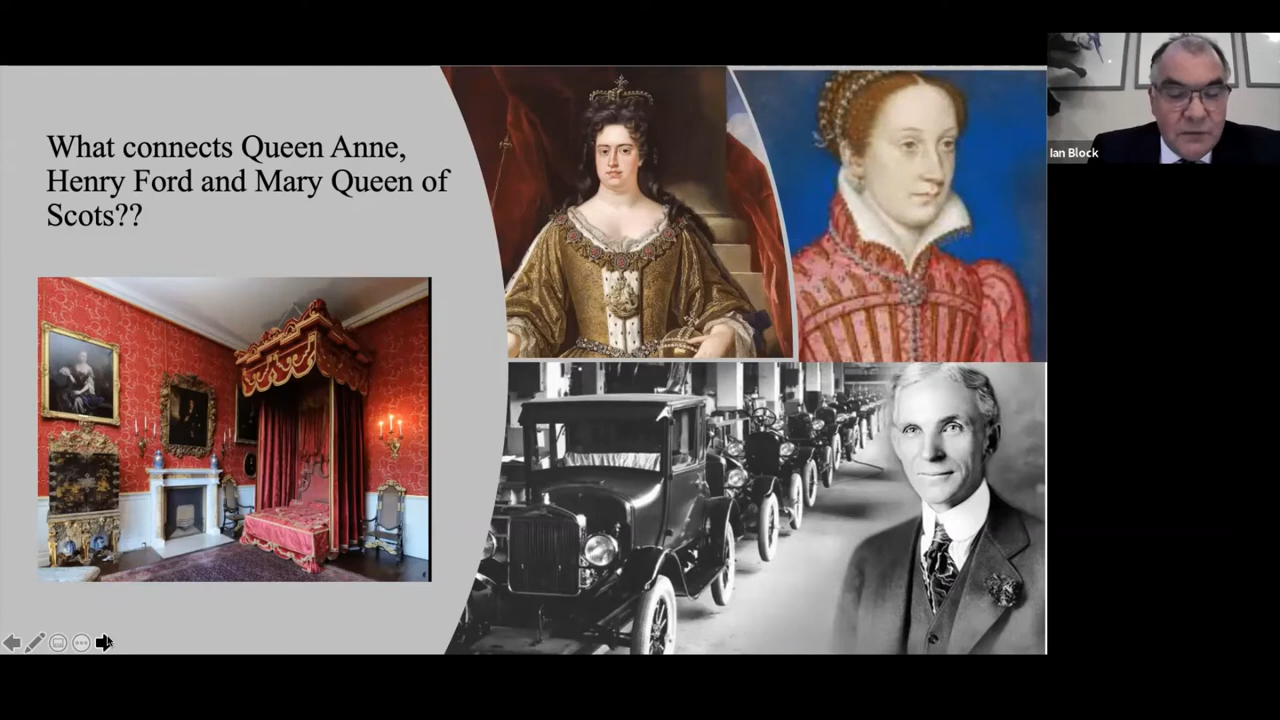 What connects Queen Anne,
Henry Ford and Mary Queen of
Scots??
Ian Block